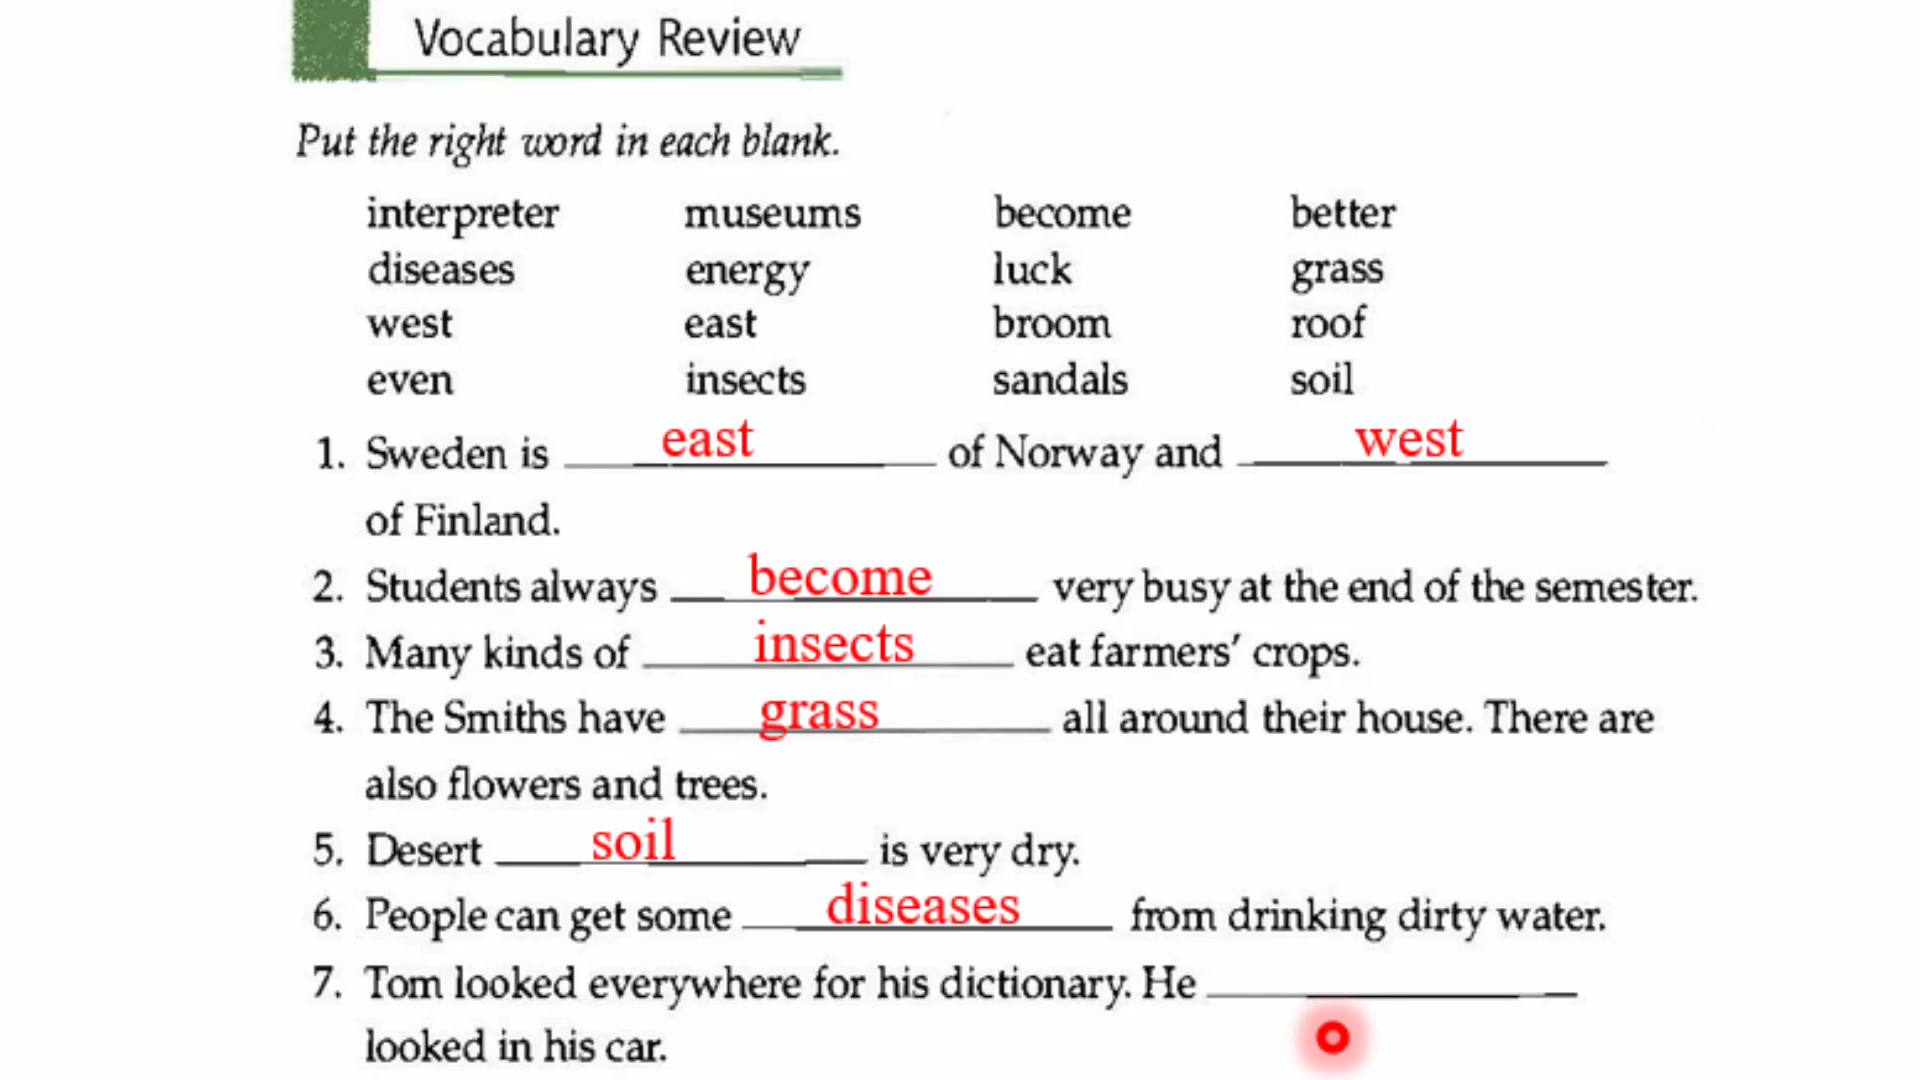 Vocabulary Review
Put the right word in each blank.
interpreter museums become better
diseases energy luck grass
west east broom roof
even insects sandals soil
1. Sweden is east of Norway and west
of Finland.
2. Students always become very busy at the end of the semester.
3. Many kinds of insects eat farmers' crops.
4. The Smiths have grass all around their house. There are
also flowers and trees.
5. Desert soil is very dry.
6. People can get some diseases from drinking dirty water.
7. Tom looked everywhere for his dictionary. He ____
looked in his car.